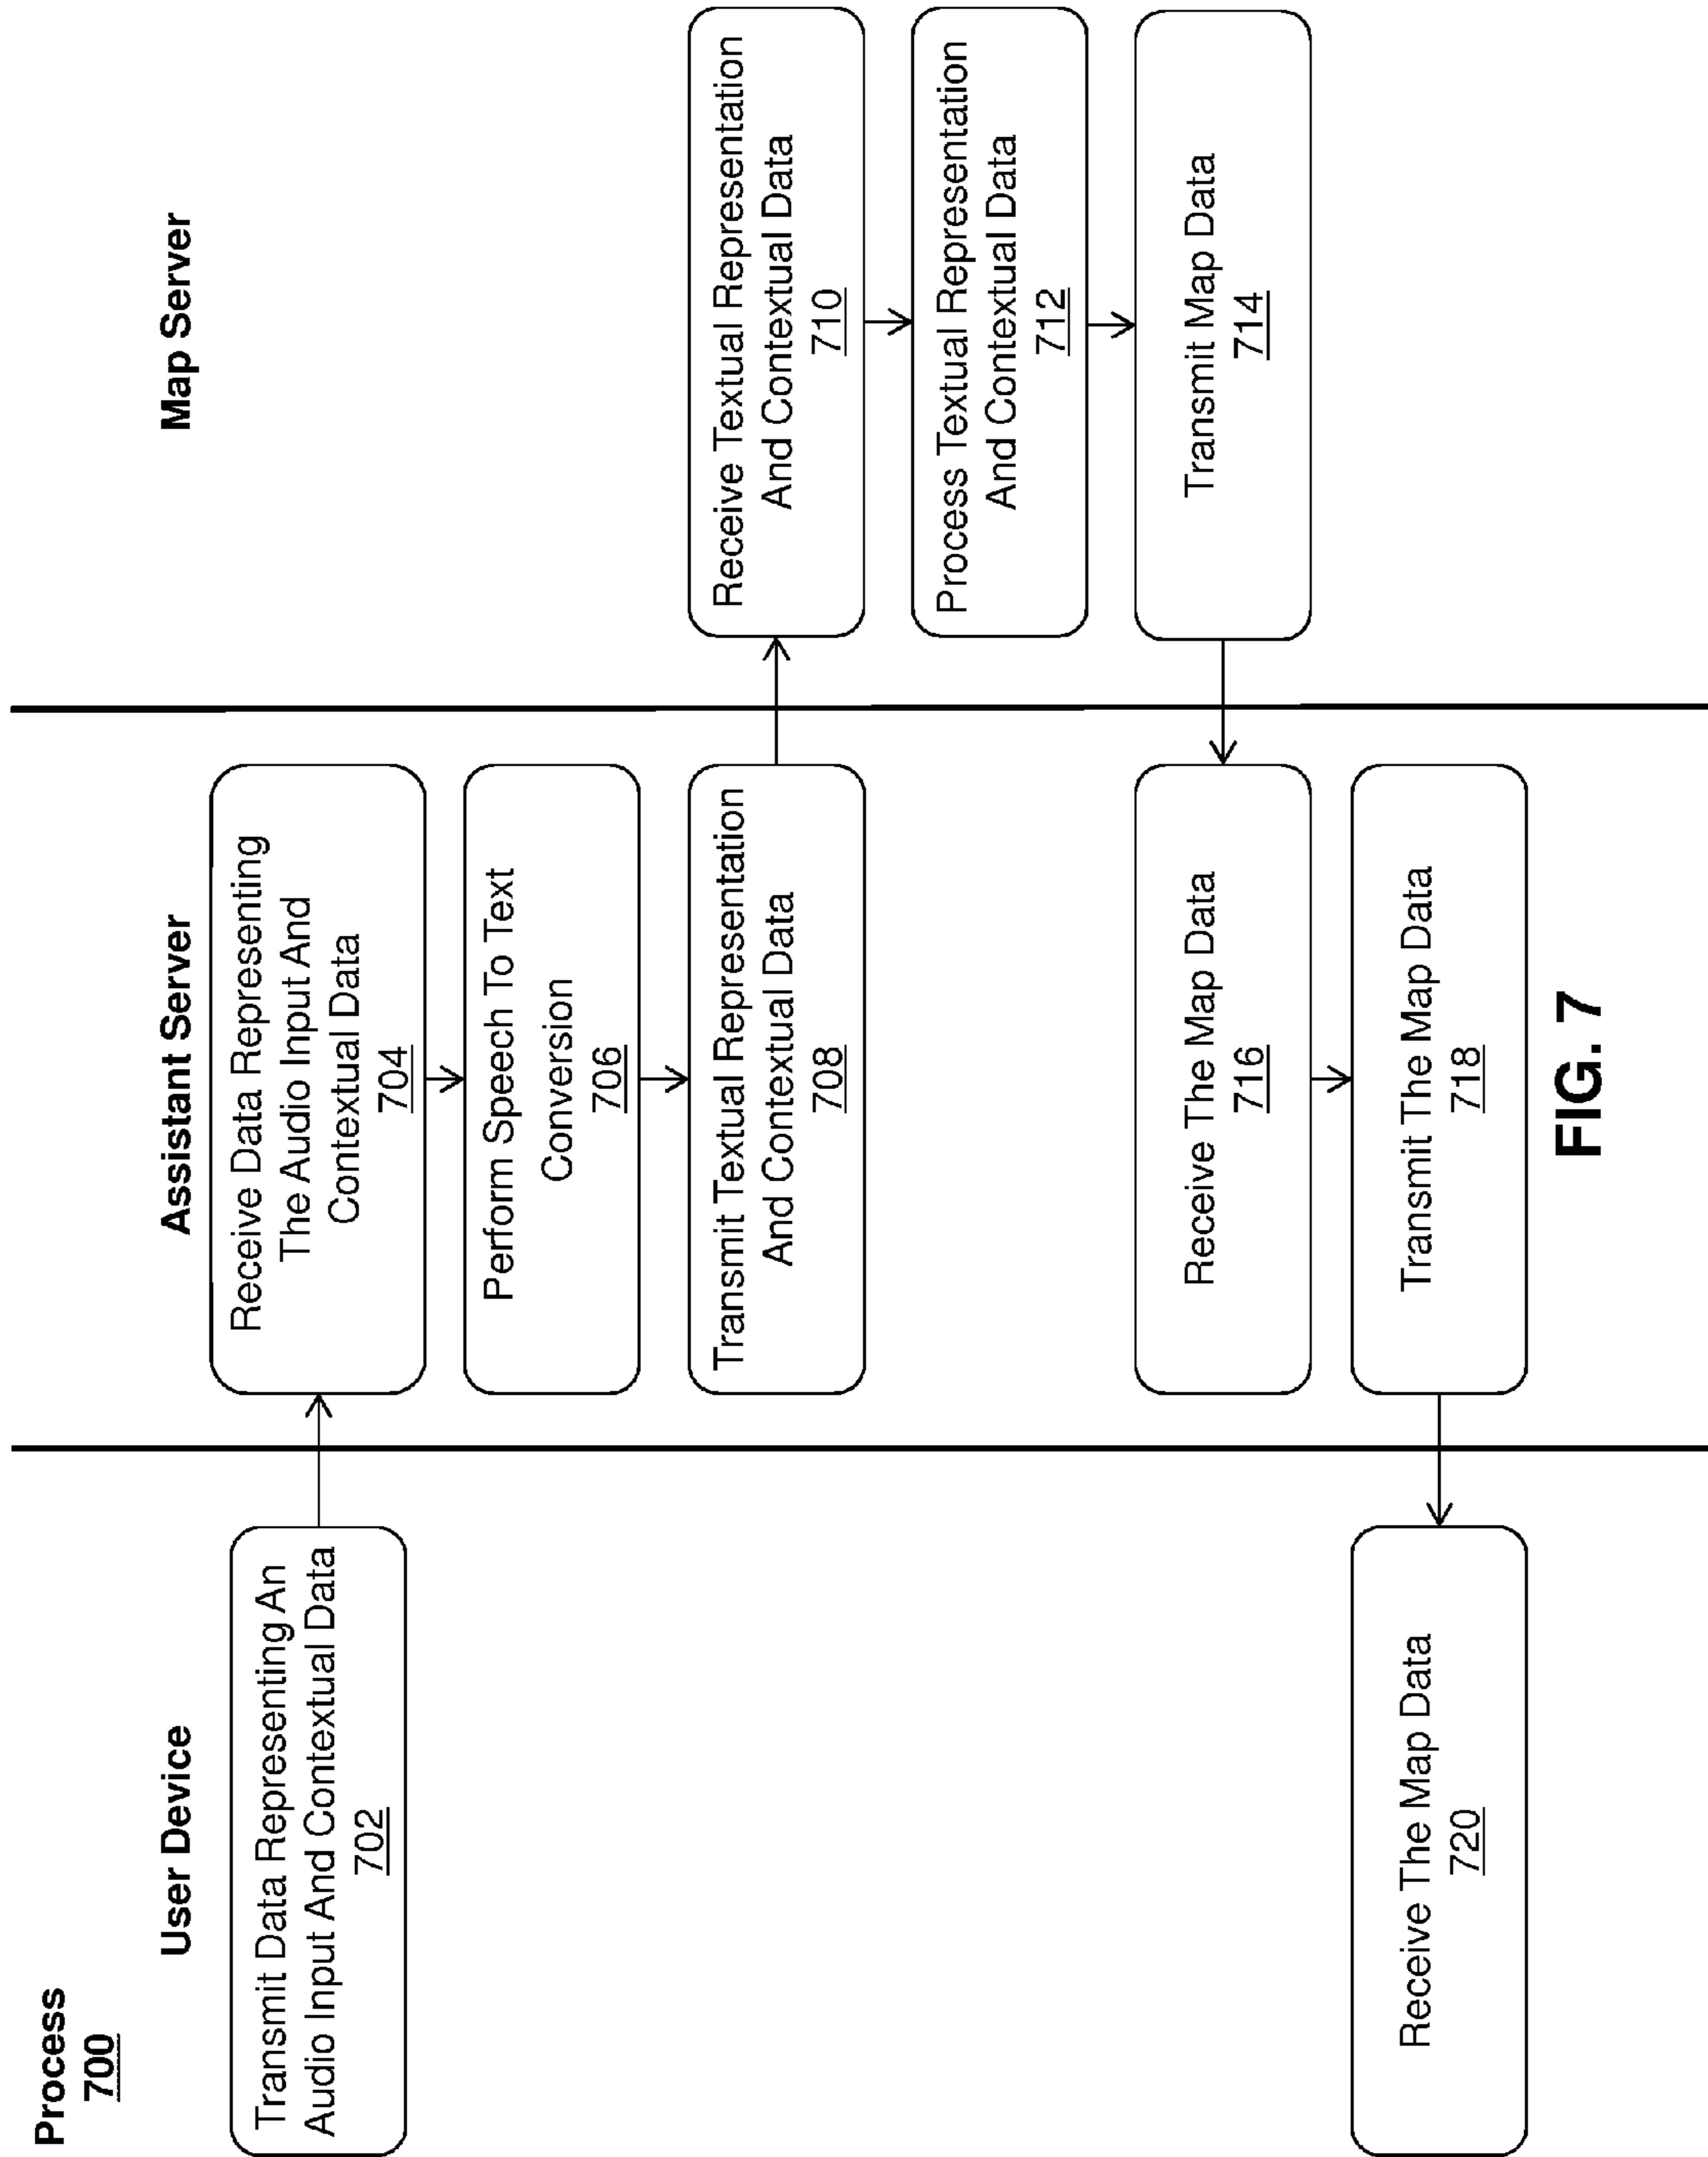 Process
700
User Device
Assistant Server
Map Server
Transmit Data Representing An
Audio Input And Contextual Data
702
Receive Data Representing
The Audio Input And
Contextual Data
704
Perform Speech To Text
Conversion
706
Transmit Textual Representation
And Contextual Data
708
Receive Textual Representation
And Contextual Data
710
Process Textual Representation
And Contextual Data
712
Transmit Map Data
714
Receive The Map Data
716
Transmit The Map Data
718
Receive The Map Data
720
FIG. 7